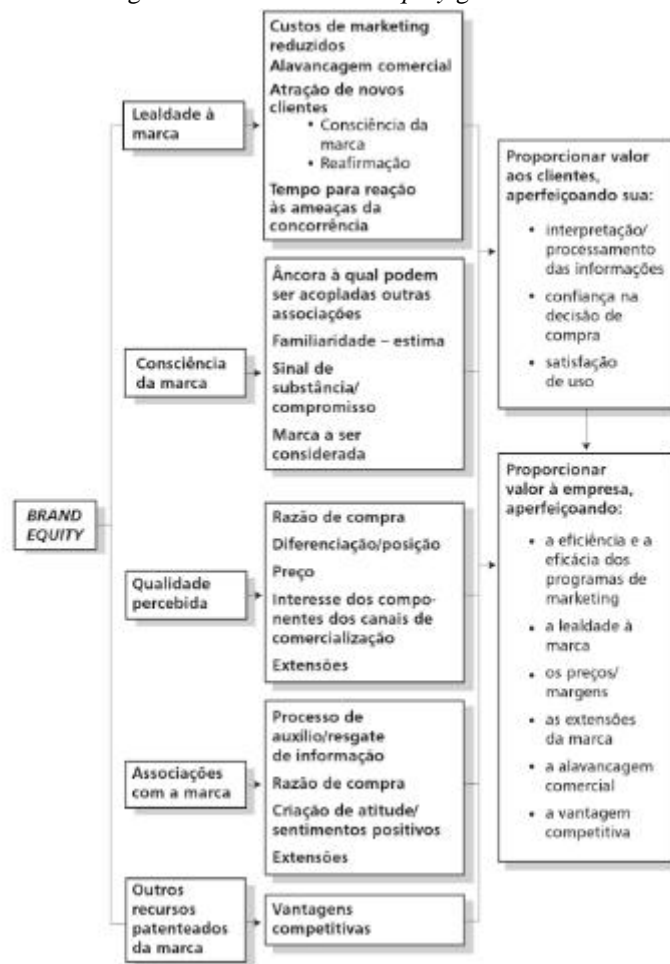 Custos de marketing
reduzidos
Alavancagem comercial
Atração de novos
clientes
• Consciência da
marca
• Reafirmação
Tempo para reação
às ameaças da
concorrência
Lealdade à
marca
Proporcionar valor
aos clientes,
aperfeiçoando sua:
• interpretação/
processamento
das informações
• confiança na
decisão de
compra
• satisfação
de uso
Âncora à qual podem
ser acopladas outras
associações
Familiaridade – estima
Sinal de
substância/
compromisso
Marca a ser
considerada
Consciência
da marca
Proporcionar
valor à empresa,
aperfeiçoando:
• a eficiência e a
eficácia dos
programas de
marketing
• a lealdade à
marca
• os preços/
margens
• as extensões
da marca
• a alavancagem
comercial
• a vantagem
competitiva
BRAND
EQUITY
Razão de compra
Diferenciação/posição
Preço
Interesse dos compo-
nentes dos canais de
comercialização
Extensões
Qualidade
percebida
Processo de
auxílio/resgate
de informação
Razão de compra
Criação de atitude/
sentimentos positivos
Extensões
Associações
com a marca
Outros
recursos
patenteados
da marca
Vantagens
competitivas